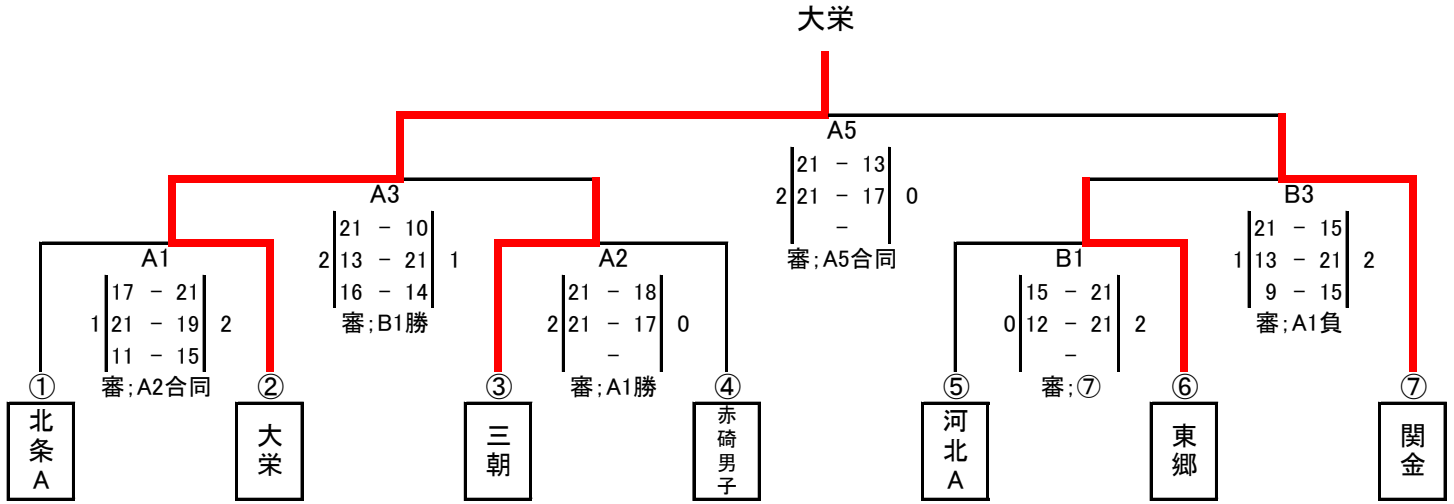 大栄
A5
21 - 13
2 21 - 17 0
-
審;A5合同
A3
21 - 10
2 13 - 21 1
16 - 14
審;B1勝
B3
21 - 15
1 13 - 21 2
9 - 15
審;A1負
A1
17 - 21
1 21 - 19 2
11 - 15
審;A2合同
A2
21 - 18
2 21 - 17 0
-
審;A1勝
B1
15 - 21
0 12 - 21 2
-
審;⑦
① ② ③ ④ ⑤ ⑥ ⑦
北条A
大栄
三朝
赤碕男子
河北A
東郷
関金